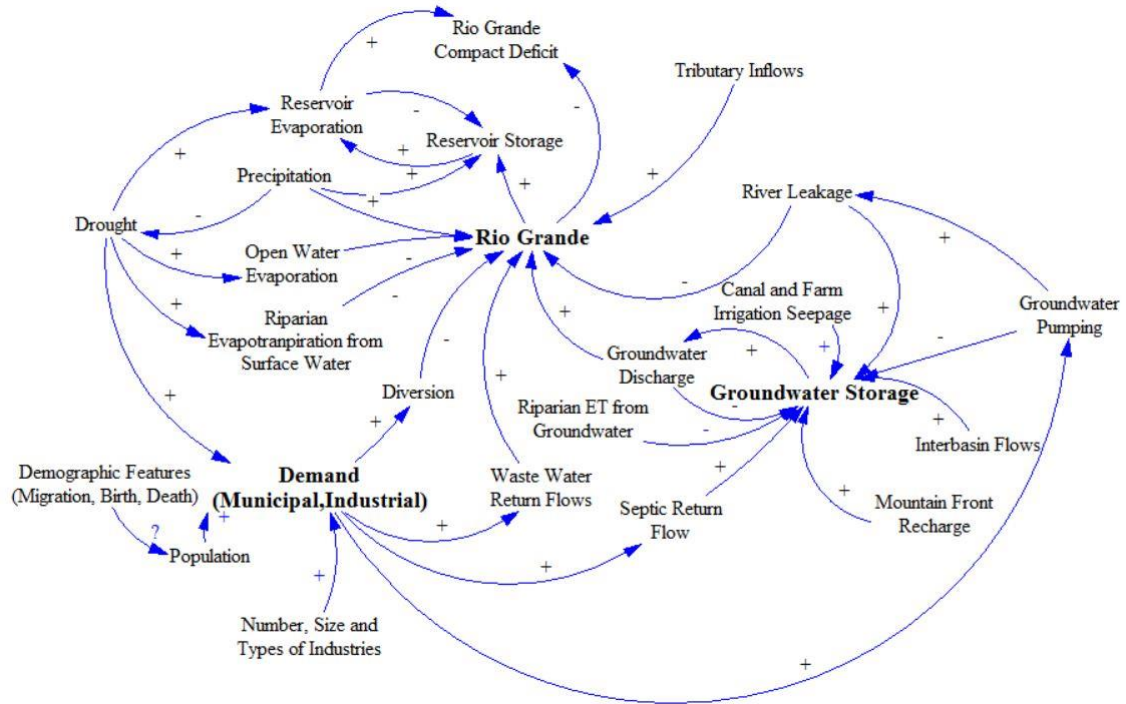 Rio Grande
Compact Deficit
+
Tributary Inflows
Reservoir
Evaporation
-
-
Reservoir Storage
+
+
Precipitation
+
+
+
+
River Leakage
-
Drought
Rio Grande
+
+
Open Water
Evaporation
-
-
-
Canal and Farm
Irrigation Seepage
+
Groundwater
Pumping
+
Riparian
Evapotranpiration from
Surface Water
+
+
+
-
-
Groundwater
Discharge
Groundwater Storage
+
Diversion
+
-
Riparian ET from
Groundwater
-
+
+
Interbasin Flows
Demographic Features
(Migration, Birth, Death)
Demand
(Municipal,Industrial)
Waste Water
Return Flows
+
+
Mountain Front
Recharge
Septic Return
Flow
?
+
+
Population
+
+
Number, Size and
Types of Industries
+